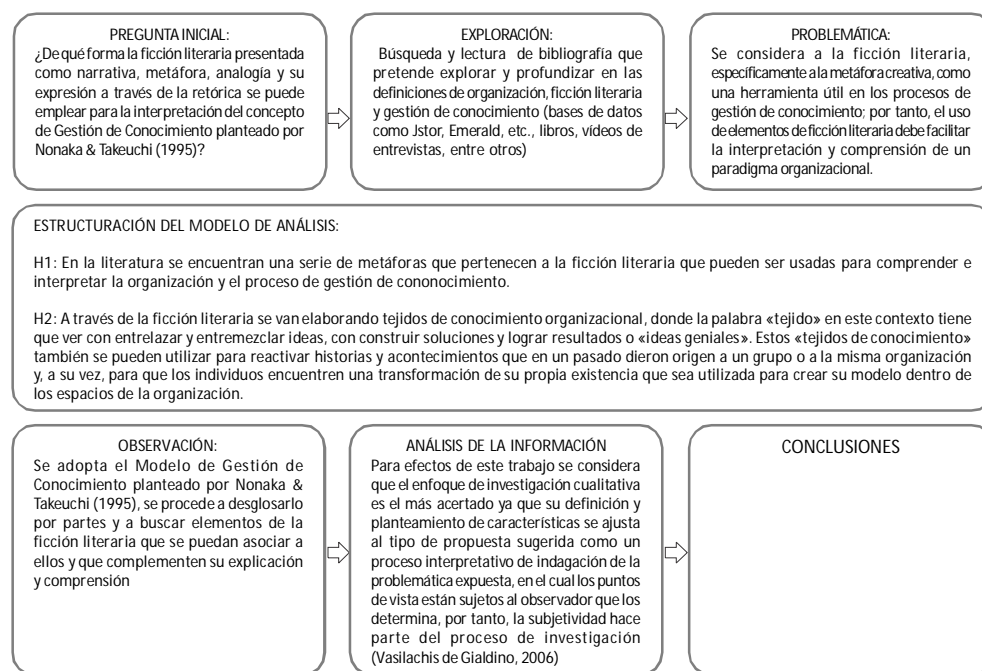 PREGUNTA INICIAL:
¿De qué forma la ficción literaria presentada
como narrativa, metáfora, analogía y su
expresión a través de la retórica se puede
emplear para la interpretación del concepto
de Gestión de Conocimiento planteado por
Nonaka & Takeuchi (1995)?
EXPLORACIÓN:
Búsqueda y lectura de bibliografía que
pretende explorar y profundizar en las
definiciones de organización, ficción literaria
y gestión de conocimiento (bases de datos
como Jstor, Emerald, etc., libros, vídeos de
entrevistas, entre otros)
PROBLEMÁTICA:
Se considera a la ficción literaria,
específicamente a la metáfora creativa, como
una herramienta útil en los procesos de
gestión de conocimiento; por tanto, el uso
de elementos de ficción literaria debe facilitar
la interpretación y comprensión de un
paradigma organizacional.
ESTRUCTURACIÓN DEL MODELO DE ANÁLISIS:
H1: En la literatura se encuentran una serie de metáforas que pertenecen a la ficción literaria que pueden ser usadas para comprender e
interpretar la organización y el proceso de gestión de cononocimiento.
H2: A través de la ficción literaria se van elaborando tejidos de conocimiento organizacional, donde la palabra «tejido» en este contexto tiene
que ver con entrelazar y entremezclar ideas, con construir soluciones y lograr resultados o «ideas geniales». Estos «tejidos de conocimiento»
también se pueden utilizar para reactivar historias y acontecimientos que en un pasado dieron origen a un grupo o a la misma organización
y, a su vez, para que los individuos encuentren una transformación de su propia existencia que sea utilizada para crear su modelo dentro de
los espacios de la organización.
OBSERVACIÓN:
Se adopta el Modelo de Gestión de
Conocimiento planteado por Nonaka &
Takeuchi (1995), se procede a desglosarlo
por partes y a buscar elementos de la
ficción literaria que se puedan asociar a
ellos y que complementen su explicación
y comprensión
ANÁLISIS DE LA INFORMACIÓN
Para efectos de este trabajo se considera
que el enfoque de investigación cualitativa
es el más acertado ya que su definición y
planteamiento de características se ajusta
al tipo de propuesta sugerida como un
proceso interpretativo de indagación de la
problemática expuesta, en el cual los puntos
de vista están sujetos al observador que los
determina, por tanto, la subjetividad hace
parte del proceso de investigación
(Vasilachis de Gialdino, 2006)
CONCLUSIONES